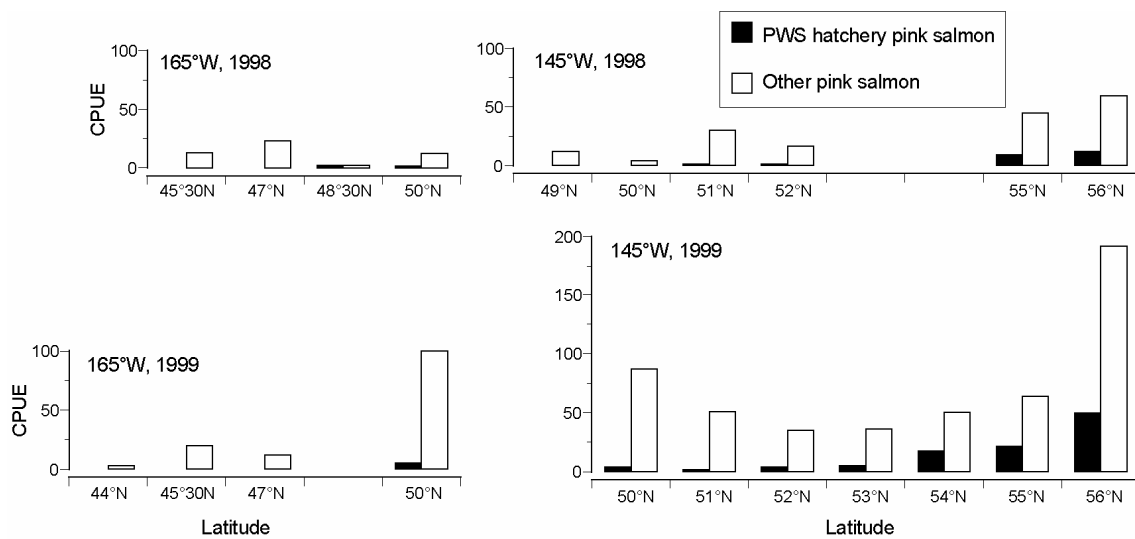 PWS hatchery pink salmon
Other pink salmon
165°W, 1998
100
50
0
CPUE
45°30N 47°N 48°30N 50°N
145°W, 1998
100
50
0
49°N 50°N 51°N 52°N 55°N 56°N
165°W, 1999
100
50
0
CPUE
44°N 45°30N 47°N 50°N
Latitude
145°W, 1999
200
150
100
50
0
50°N 51°N 52°N 53°N 54°N 55°N 56°N
Latitude